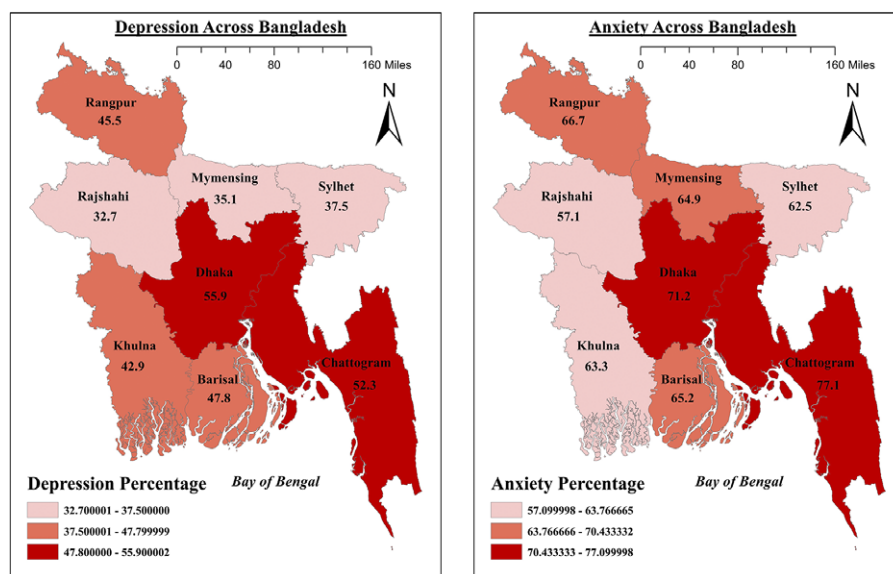 Depression Across Bangladesh
0 40 80 160 Miles
N
Rangpur
45.5
Mymensing
35.1
Sylhet
37.5
Rajshahi
32.7
Dhaka
55.9
Khulna
42.9
Barisal
47.8
Chattogram
52.3
Bay of Bengal
Depression Percentage
32.700001 - 37.500000
37.500001 - 47.799999
47.800000 - 55.900002
Anxiety Across Bangladesh
0 40 80 160 Miles
N
Rangpur
66.7
Mymensing
64.9
Sylhet
62.5
Rajshahi
57.1
Dhaka
71.2
Khulna
63.3
Barisal
65.2
Chattogram
77.1
Bay of Bengal
Anxiety Percentage
57.099998 - 63.766665
63.766666 - 70.433332
70.433333 - 77.099998